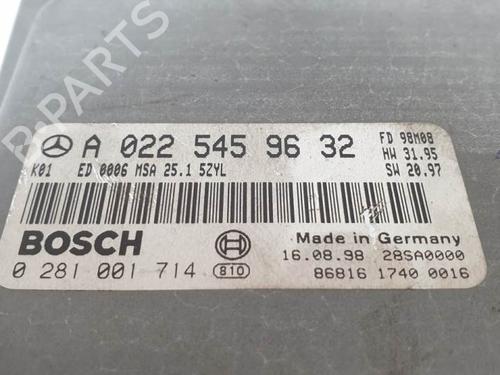 B-PARTS
A 022 545 96 32
FD 98M08
HW 31.95
SW 20.97
K01 ED 0006 MSA 25.1 5ZYL
BOSCH
Made in Germany
0 281 001 714 810
16.08.98 28SA0000
86816 1740 0016